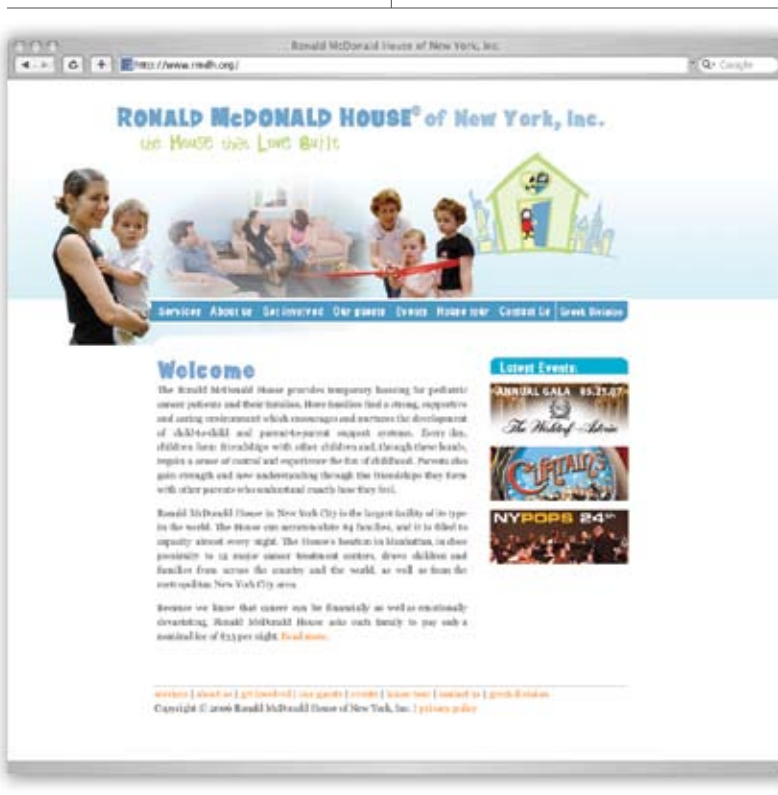 Ronald McDonald House of New York, Inc.
http://www.rmdh.org/
Google
RONALD McDONALD HOUSE® of New York, Inc.
the House that Love Built
Services About us Get involved Our guests Events House tour Contact Us Greek Division
Welcome
The Ronald McDonald House provides temporary housing for pediatric
cancer patients and their families. Here families find a strong, supportive
and caring environment which encourages and nurtures the development
of child-to-child and parent-to-parent support systems. Every day,
children form friendships with other children and, through these bonds,
regain a sense of control and experience the fun of childhood. Parents also
gain strength and new understanding through the friendships they form
with other parents who understand exactly how they feel.
Ronald McDonald House in New York City is the largest facility of its type
in the world. The House can accommodate 84 families, and it is filled to
capacity almost every night. The House's location in Manhattan, in close
proximity to 12 major cancer treatment centers, draws children and
families from across the country and the world, as well as from the
metropolitan New York City area.
Because we know that cancer can be financially as well as emotionally
devastating, Ronald McDonald House asks each family to pay only a
nominal fee of $35 per night. Read more.
Latest Events:
ANNUAL GALA 05.21.07
The Waldorf-Astoria
CURTAINS
NYPOPS 24th
services | about us | get involved | our guests | events | house tour | contact us | greek division
Copyright © 2006 Ronald McDonald House of New York, Inc. | privacy policy